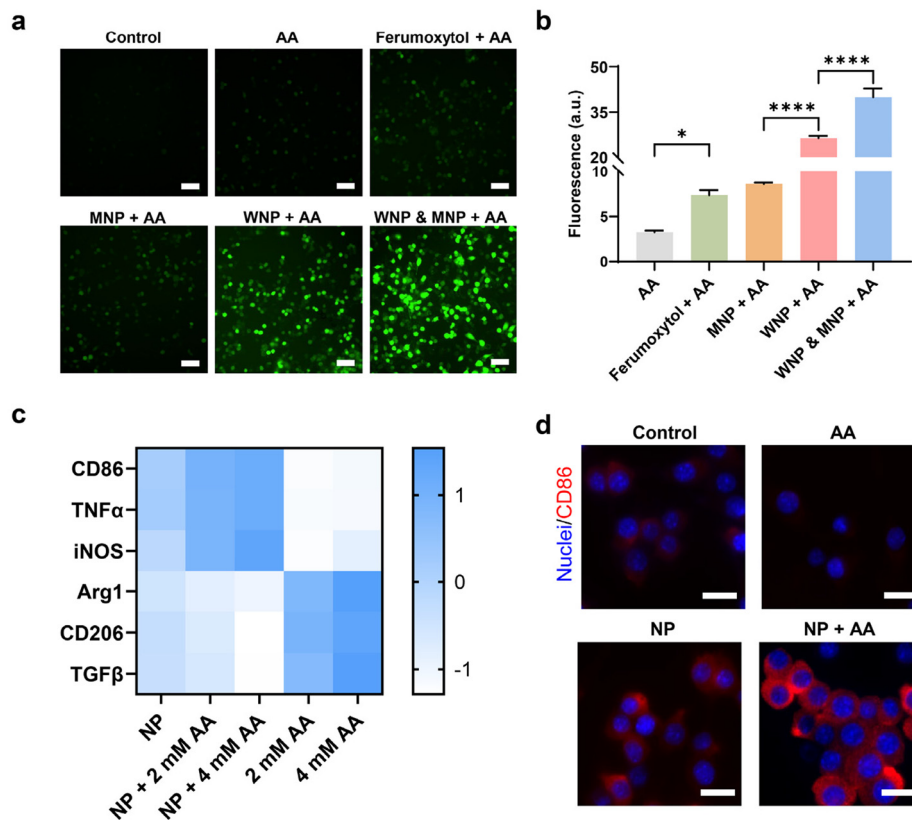 a
Control
AA
Ferumoxytol + AA
MNP + AA
WNP + AA
WNP & MNP + AA
b
Fluorescence (a.u.)
50
35
20
10
5
0
*
****
****
AA
Ferumoxytol + AA
MNP + AA
WNP + AA
WNP & MNP + AA
c
CD86
TNFα
iNOS
Arg1
CD206
TGFβ
NP
NP + 2 mM AA
NP + 4 mM AA
2 mM AA
4 mM AA
1
0
-1
d
Nuclei/CD86
Control
AA
NP
NP + AA